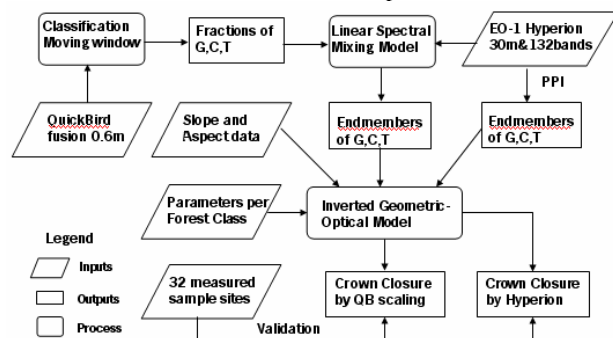 Classification
Moving window
Fractions of
G,C,T
Linear Spectral
Mixing Model
EO-1 Hyperion
30m&132bands
PPI
QuickBird
fusion 0.6m
Slope and
Aspect data
Endmembers
of G,C,T
Endmembers
of G,C,T
Parameters per
Forest Class
Inverted Geometric-
Optical Model
Legend
Inputs
Outputs
Process
32 measured
sample sites
Crown Closure
by QB scaling
Crown Closure
by Hyperion
Validation